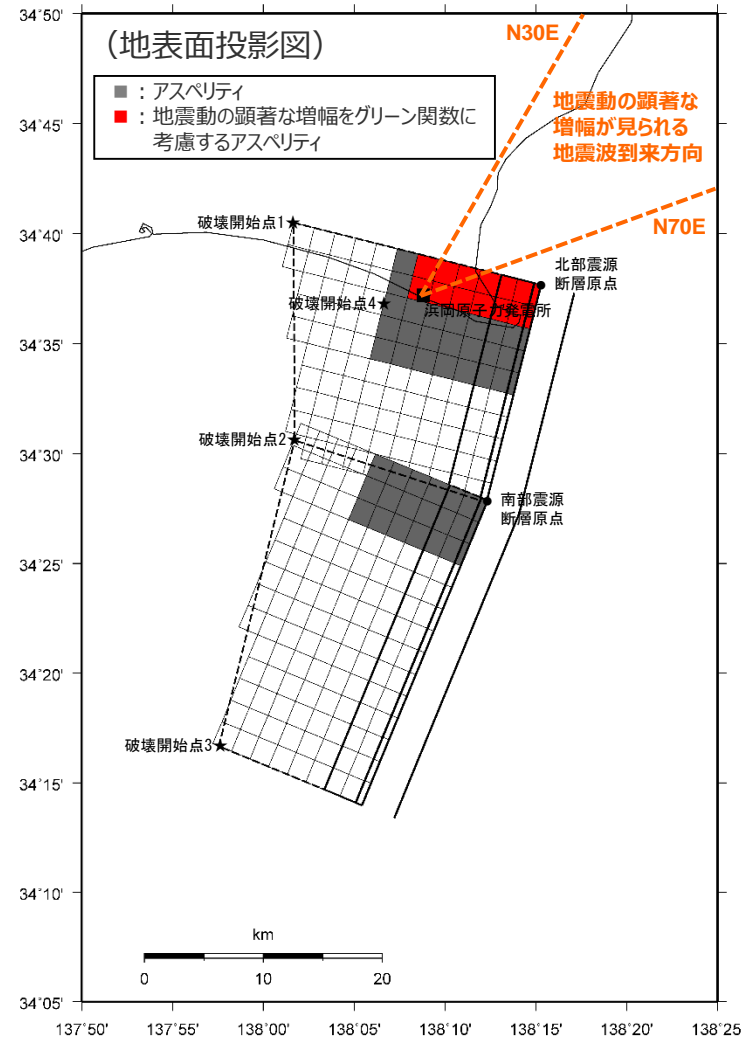 34°50'
(地表面投影図)
N30E
■：アスペリティ
■：地震動の顕著な増幅をグリーン関数に
考慮するアスペリティ
地震動の顕著な
増幅が見られる
地震波到来方向
34°45'
N70E
破壊開始点1
34°40'
北部震源
断層原点
破壊開始点4
浜岡原子力発電所
34°35'
破壊開始点2
34°30'
南部震源
断層原点
34°25'
34°20'
破壊開始点3
34°15'
34°10'
km
0 10 20
34°05'
137°50' 137°55' 138°00' 138°05' 138°10' 138°15' 138°20' 138°25'